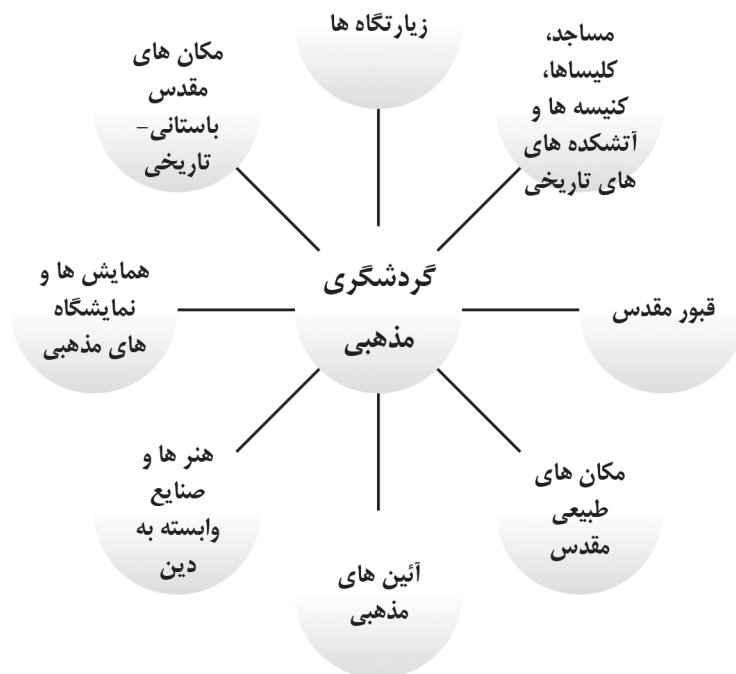 گردشگری
مذهبی
زیارتگاه ها
مساجد،
کلیساها،
کنیسه ها و
آتشکده های
های تاریخی
قبور مقدس
مکان های
طبیعی
مقدس
آئین های
مذهبی
هنر ها و
صنایع
وابسته به
دین
همایش ها و
نمایشگاه
های مذهبی
مکان های
مقدس
باستانی-
تاریخی